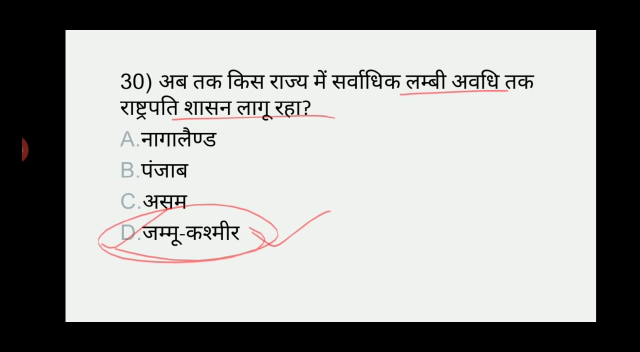 30) अब तक किस राज्य में सर्वाधिक लम्बी अवधि तक
राष्ट्रपति शासन लागू रहा?
A.नागालैण्ड
B.पंजाब
C.असम
D.जम्मू-कश्मीर